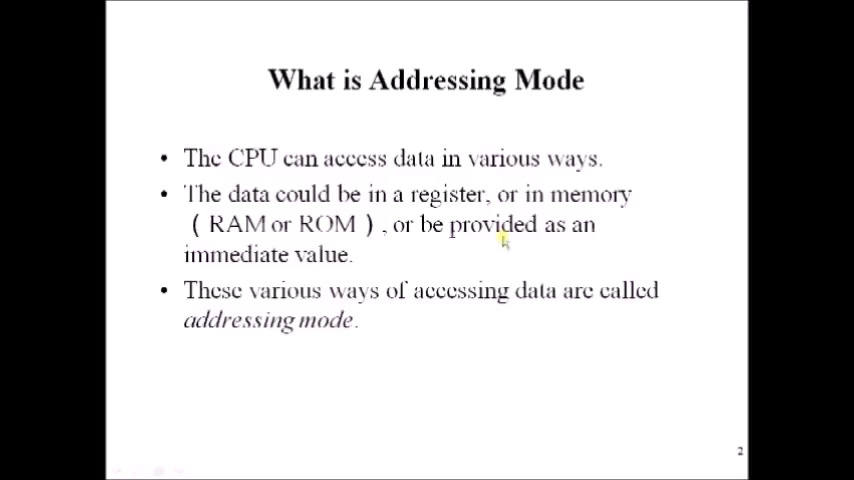 What is Addressing Mode
• The CPU can access data in various ways.
• The data could be in a register, or in memory
( RAM or ROM ) , or be provided as an
immediate value.
• These various ways of accessing data are called
addressing mode.
2